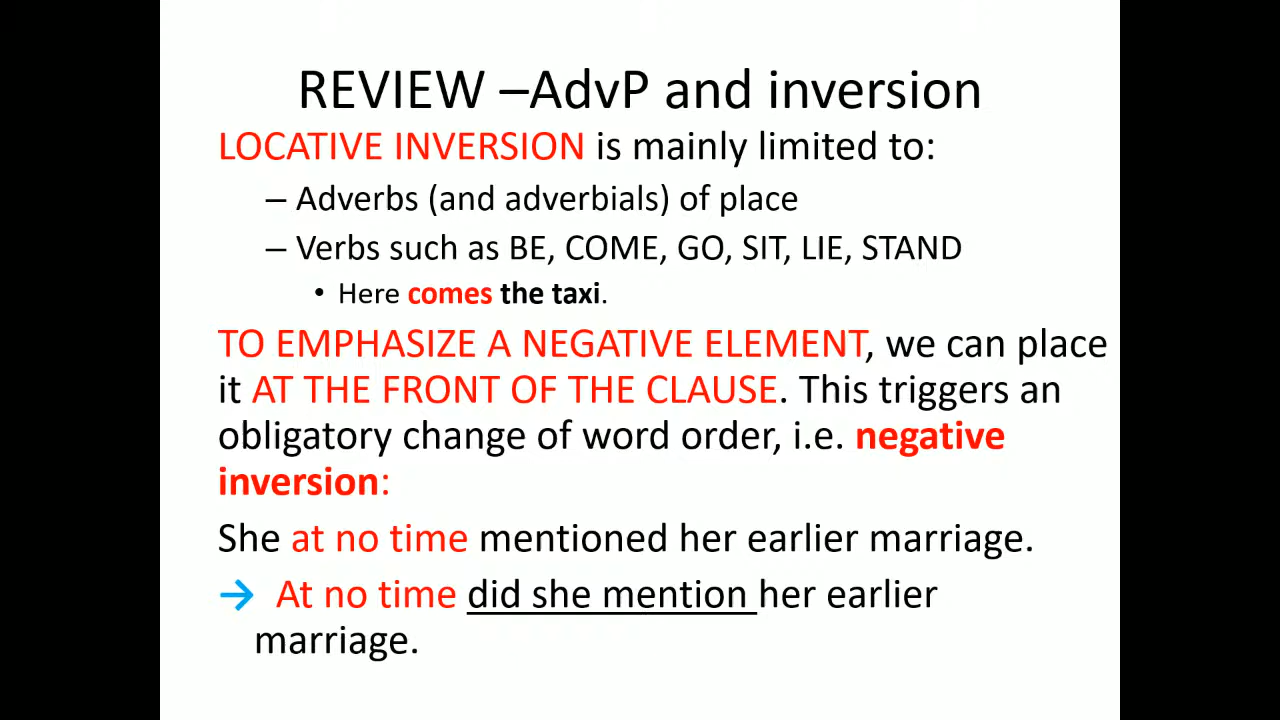 REVIEW –AdvP and inversion
LOCATIVE INVERSION is mainly limited to:
– Adverbs (and adverbials) of place
– Verbs such as BE, COME, GO, SIT, LIE, STAND
• Here comes the taxi.
TO EMPHASIZE A NEGATIVE ELEMENT, we can place
it AT THE FRONT OF THE CLAUSE. This triggers an
obligatory change of word order, i.e. negative
inversion:
She at no time mentioned her earlier marriage.
→ At no time did she mention her earlier
marriage.